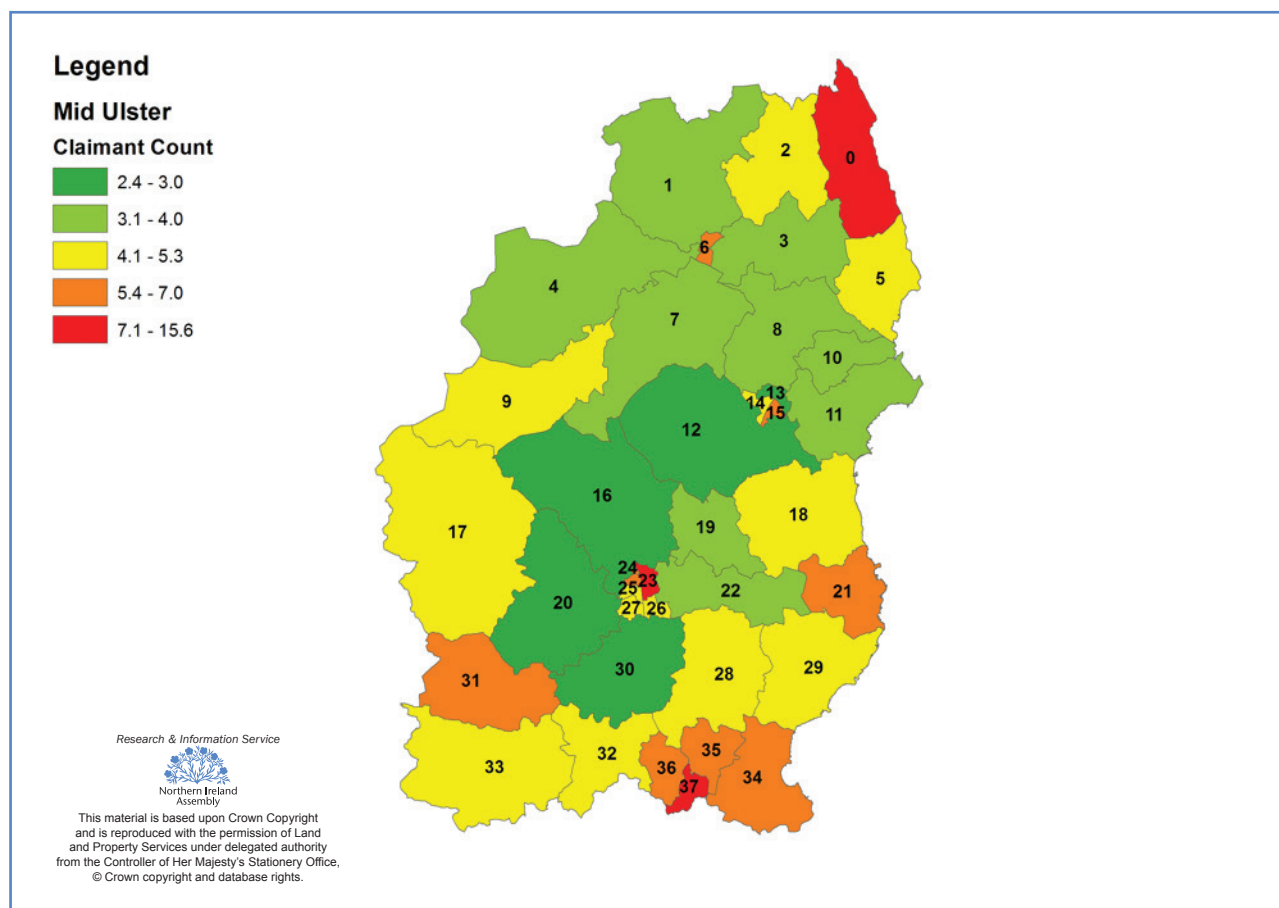 Legend
Mid Ulster
Claimant Count
2.4 - 3.0
3.1 - 4.0
4.1 - 5.3
5.4 - 7.0
7.1 - 15.6
0
1
2
3
4
5
6
7
8
9
10
11
12
13
14
15
16
17
18
19
20
21
22
23
24
25
26
27
28
29
30
31
32
33
34
35
36
37
Research & Information Service
Northern Ireland
Assembly
This material is based upon Crown Copyright
and is reproduced with the permission of Land
and Property Services under delegated authority
from the Controller of Her Majesty's Stationery Office,
© Crown copyright and database rights.